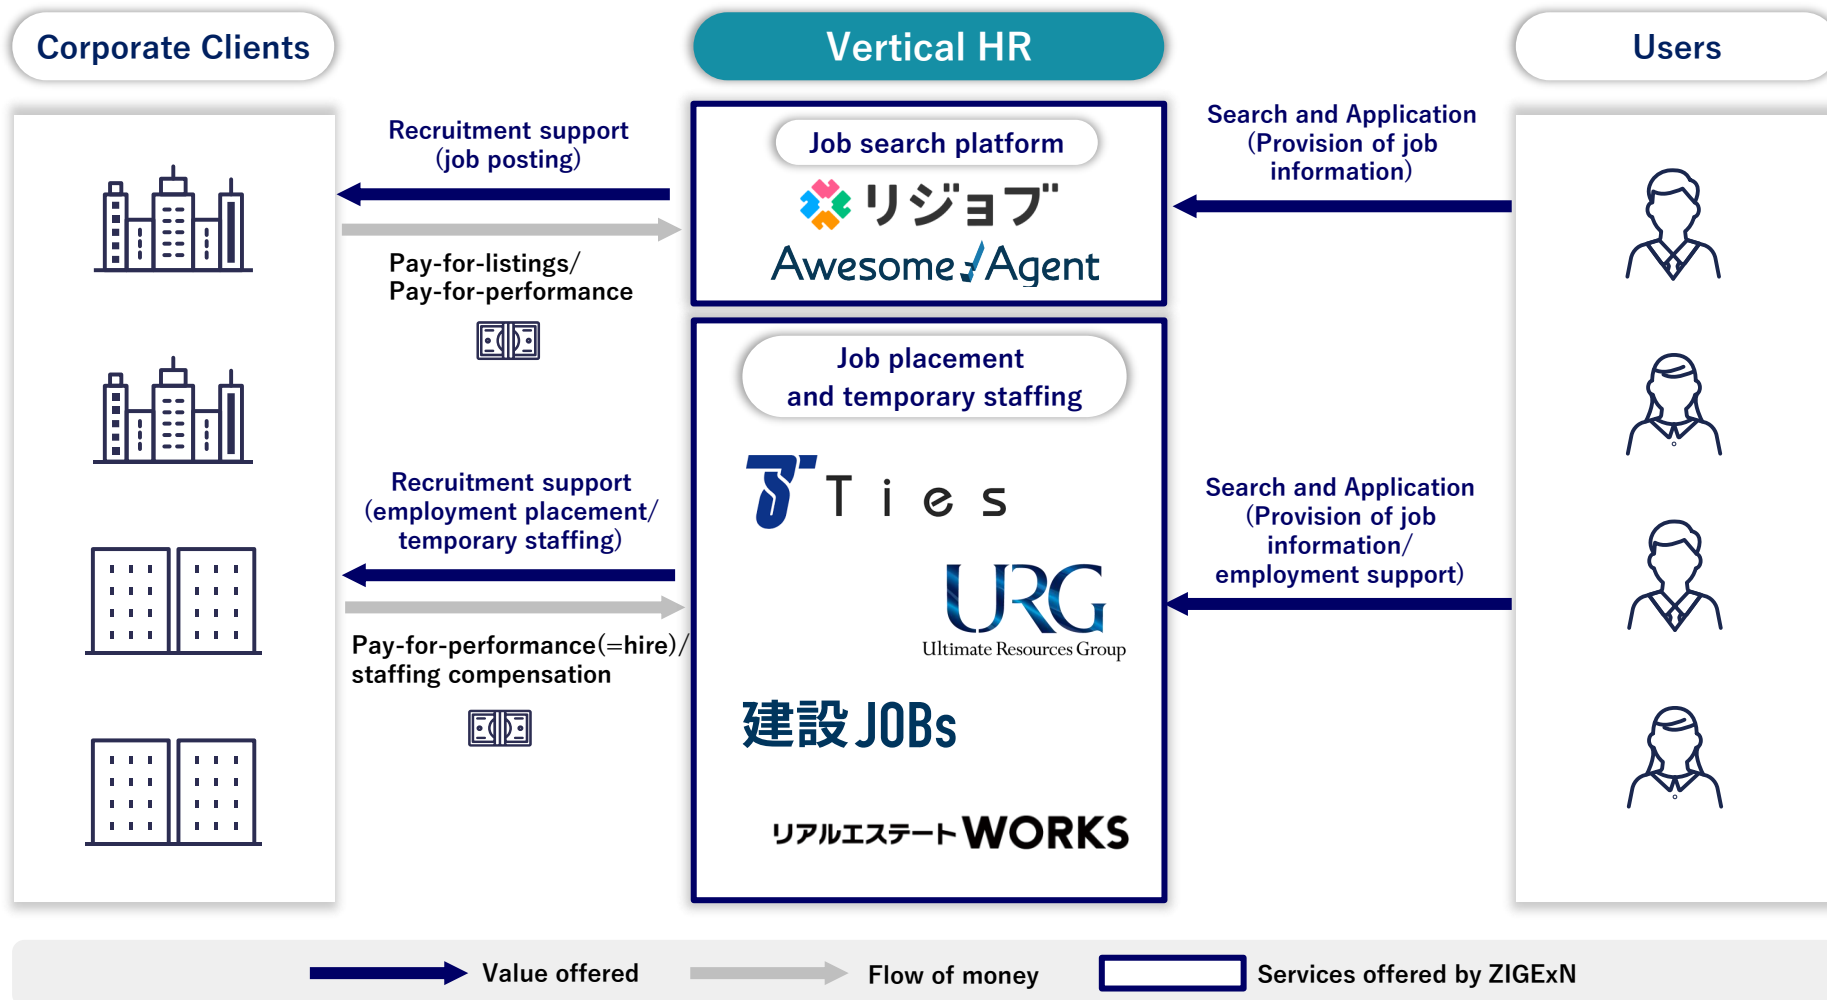 Corporate Clients
Vertical HR
Users
Recruitment support
(job posting)
Pay-for-listings/
Pay-for-performance
Job search platform
リジョブ
Awesome Agent
Search and Application
(Provision of job
information)
Recruitment support
(employment placement/
temporary staffing)
Pay-for-performance(=hire)/
staffing compensation
Job placement
and temporary staffing
Ties
URG
Ultimate Resources Group
建設JOBs
リアルエステートWORKS
Search and Application
(Provision of job
information/
employment support)
Value offered
Flow of money
Services offered by ZIGExN